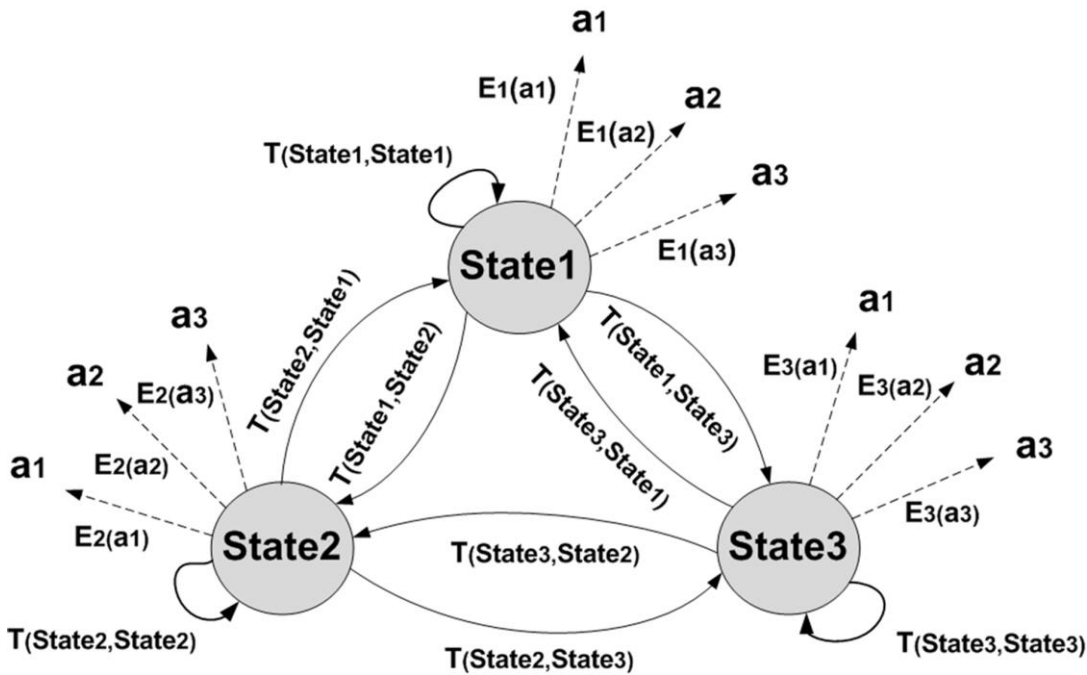 a1
E1(a1)
a2
E1(a2)
T(State1,State1)
a3
E1(a3)
State1
T(State2,State1)
T(State1,State2)
T(State1,State3)
T(State3,State1)
a3
a2
E2(a3)
a1
E2(a2)
E2(a1)
a1
E3(a1)
a2
E3(a2)
a3
E3(a3)
State2
State3
T(State3,State2)
T(State2,State2)
T(State2,State3)
T(State3,State3)